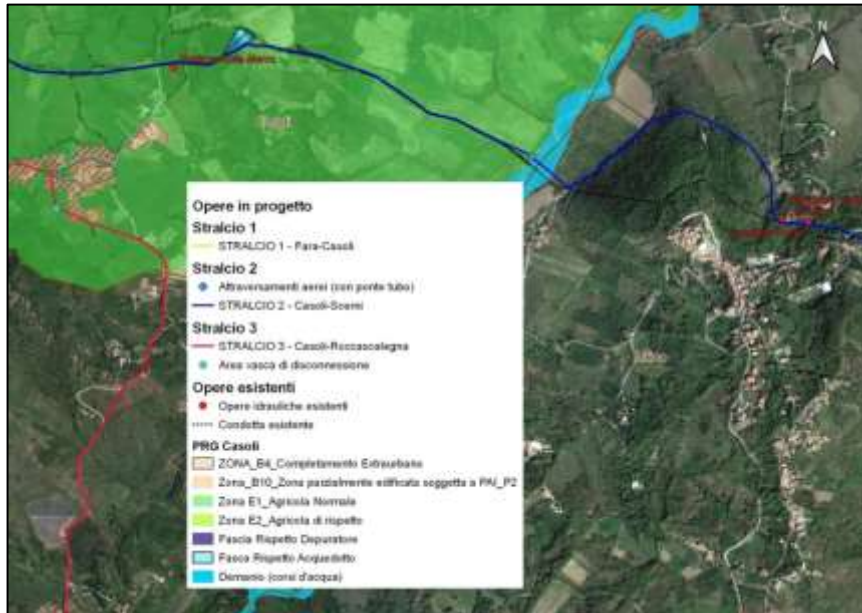 N
Opere in progetto
Stralcio 1
STRALCIO 1 - Fara-Casoli
Stralcio 2
Attraversamenti aerei (con ponte tubo)
STRALCIO 2 - Casoli-Scerni
Stralcio 3
STRALCIO 3 - Casoli-Roccascalegna
Area vasca di disconnessione
Opere esistenti
Opere idrauliche esistenti
Condotta esistente
PRG Casoli
ZONA_B4_Completamento Extraurbano
Zona_B10_Zona parzialmente edificata soggetta a PAI_P2
Zona E1_Agricola Normale
Zona E2_Agricola di rispetto
Fascia Rispetto Depuratore
Fasca Rispetto Acquedotto
Demanio (corsi d'acqua)